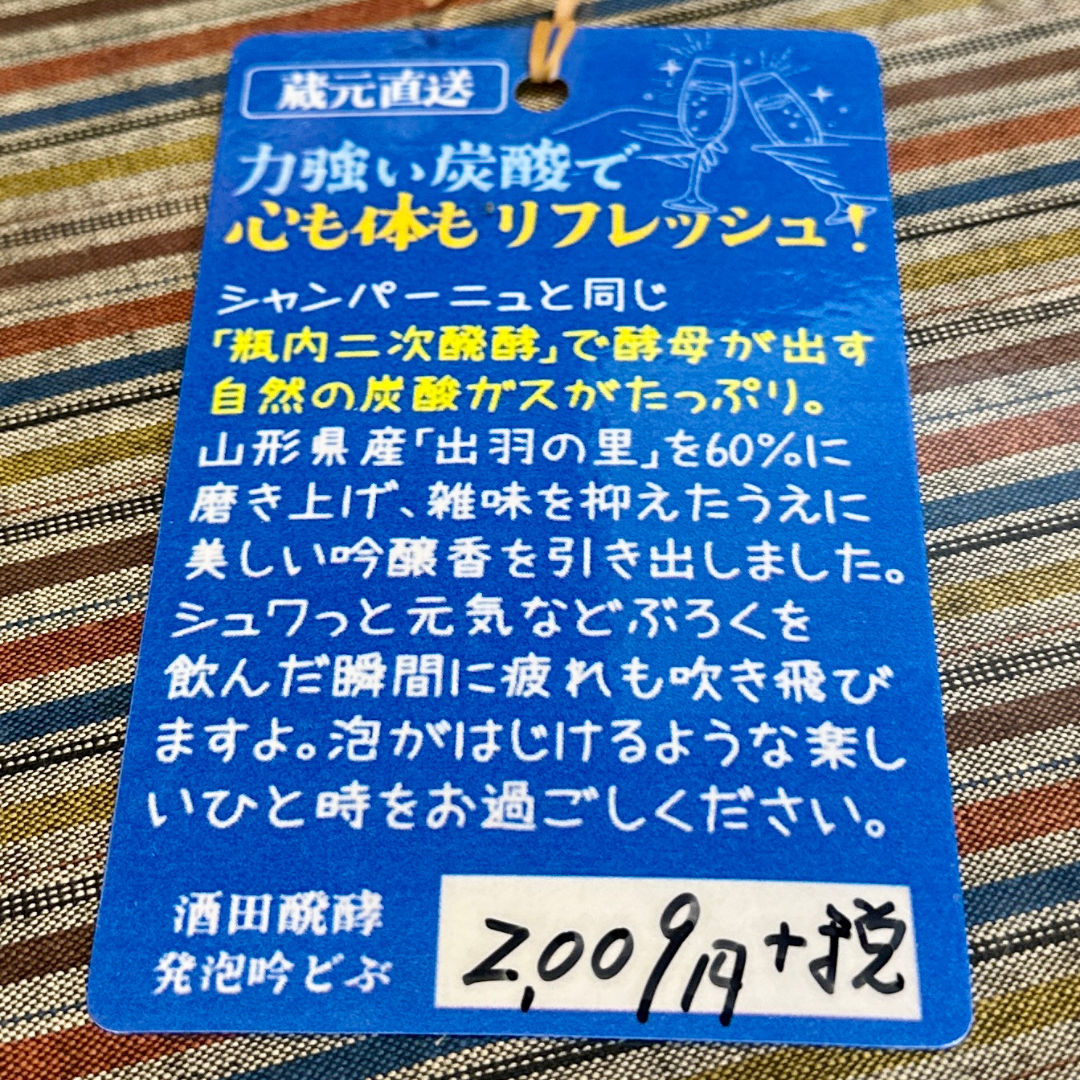 蔵元直送
力強い炭酸で
心も体もリフレッシュ!
シャンパーニュと同じ
「瓶内二次醗酵」で酵母が出す
自然の炭酸ガスがたっぷり。
山形県産「出羽の里」を60%に
磨き上げ、雑味を抑えたうえに
美しい吟醸香を引き出しました。
シュワっと元気などぶろくを
飲んだ瞬間に疲れも吹き飛び
ますよ。泡がはじけるような楽し
いひと時をお過ごしください。
酒田醗酵
発泡吟どぶ
2,009円+税